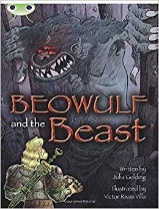 BEOWULF
and the Beast
Written by
Julia Golding
Illustrated by
Victor Rivas Villa